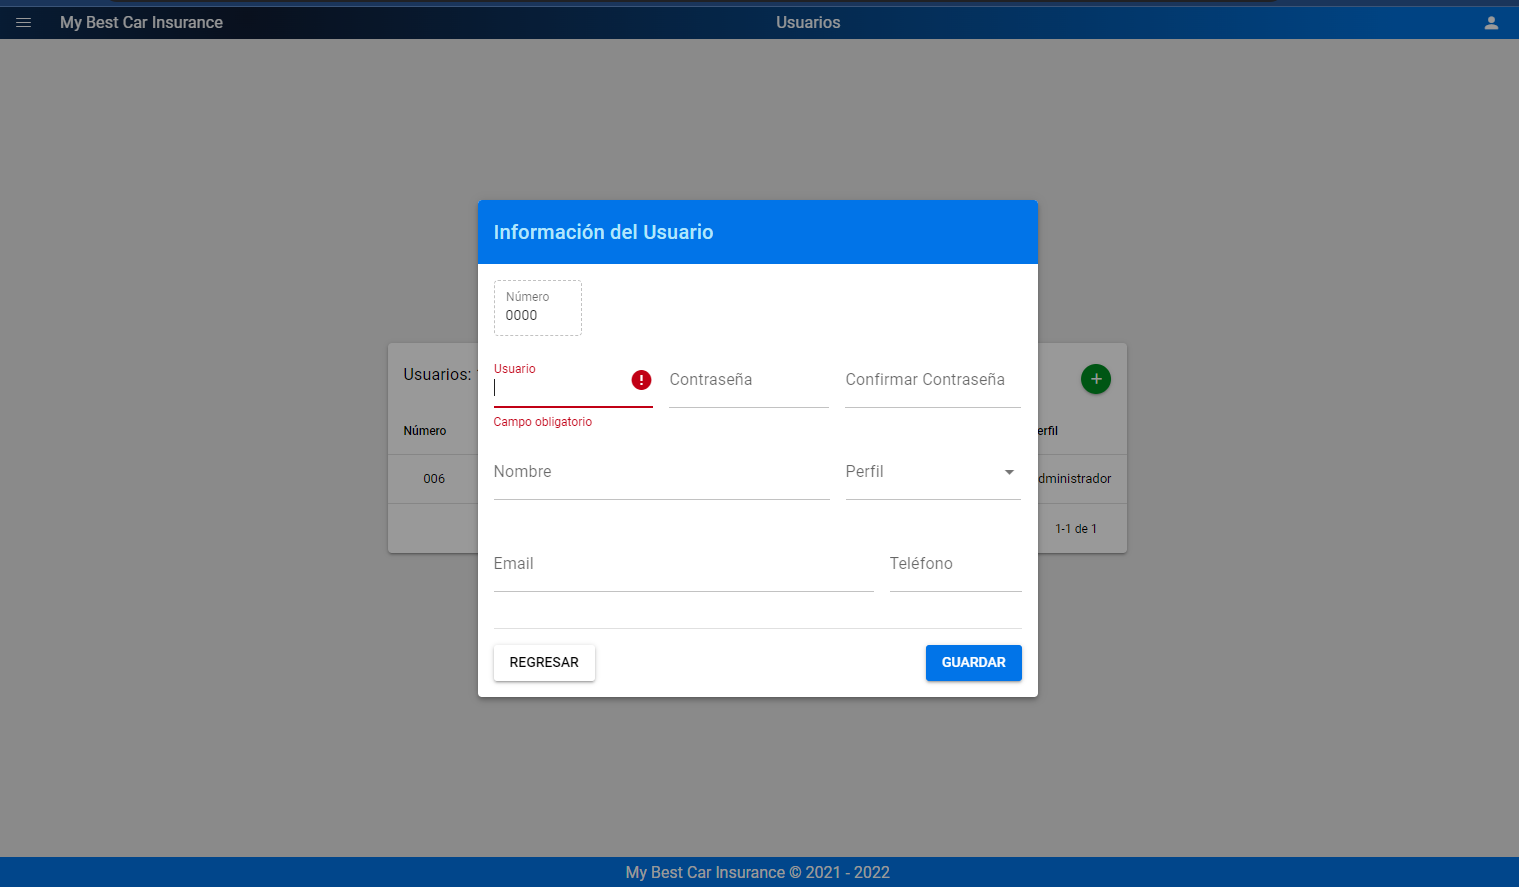 My Best Car Insurance
Usuarios
Información del Usuario
Número
0000
Usuario
Contraseña
Confirmar Contraseña
Campo obligatorio
Nombre
Perfil
Email
Teléfono
REGRESAR
GUARDAR
Usuarios:
Número
erfil
006
dministrador
1-1 de 1
My Best Car Insurance © 2021 - 2022